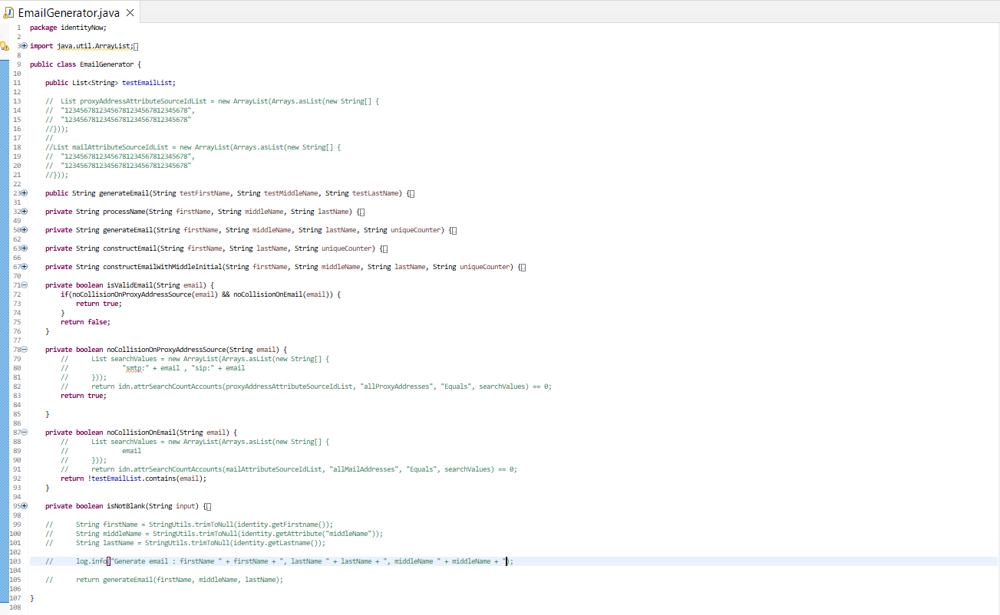 EmailGenerator.java
1 package identityNow;
2
3 import java.util.ArrayList;
8
9 public class EmailGenerator {
10
11     public List<String> testEmailList;
12
13     //  List proxyAddressAttributeSourceIdList = new ArrayList(Arrays.asList(new String[] {
14     //  "12345678123456781234567812345678",
15     //  "12345678123456781234567812345678"
16     //}));
17     //
18     //List mailAttributeSourceIdList = new ArrayList(Arrays.asList(new String[] {
19     //  "12345678123456781234567812345678",
20     //  "12345678123456781234567812345678"
21     //}));
22
23     public String generateEmail(String testFirstName, String testMiddleName, String testLastName) {
31
32     private String processName(String firstName, String middleName, String lastName) {
49
50     private String generateEmail(String firstName, String middleName, String lastName, String uniqueCounter) {
62
63     private String constructEmail(String firstName, String lastName, String uniqueCounter) {
66
67     private String constructEmailWithMiddleInitial(String firstName, String middleName, String lastName, String uniqueCounter) {
70
71     private boolean isValidEmail(String email) {
72         if(noCollisionOnProxyAddressSource(email) && noCollisionOnEmail(email)) {
73             return true;
74         }
75         return false;
76     }
77
78     private boolean noCollisionOnProxyAddressSource(String email) {
79         //      List searchValues = new ArrayList(Arrays.asList(new String[] {
80         //              "smtp:" + email , "sip:" + email
81         //      }));
82         //      return idn.attrSearchCountAccounts(proxyAddressAttributeSourceIdList, "allProxyAddresses", "Equals", searchValues) == 0;
83         return true;
84
85     }
86
87     private boolean noCollisionOnEmail(String email) {
88         //      List searchValues = new ArrayList(Arrays.asList(new String[] {
89         //              email
90         //      }));
91         //      return idn.attrSearchCountAccounts(mailAttributeSourceIdList, "allMailAddresses", "Equals", searchValues) == 0;
92         return !testEmailList.contains(email);
93     }
94
95     private boolean isNotBlank(String input) {
98
99     //      String firstName = StringUtils.trimToNull(identity.getFirstname());
100     //      String middleName = StringUtils.trimToNull(identity.getAttribute("middleName"));
101     //      String lastName = StringUtils.trimToNull(identity.getLastname());
102
103     //      log.info("Generate email : firstName " + firstName + ", lastName " + lastName + ", middleName " + middleName + ");
104
105     //      return generateEmail(firstName, middleName, lastName);
106
107 }
108